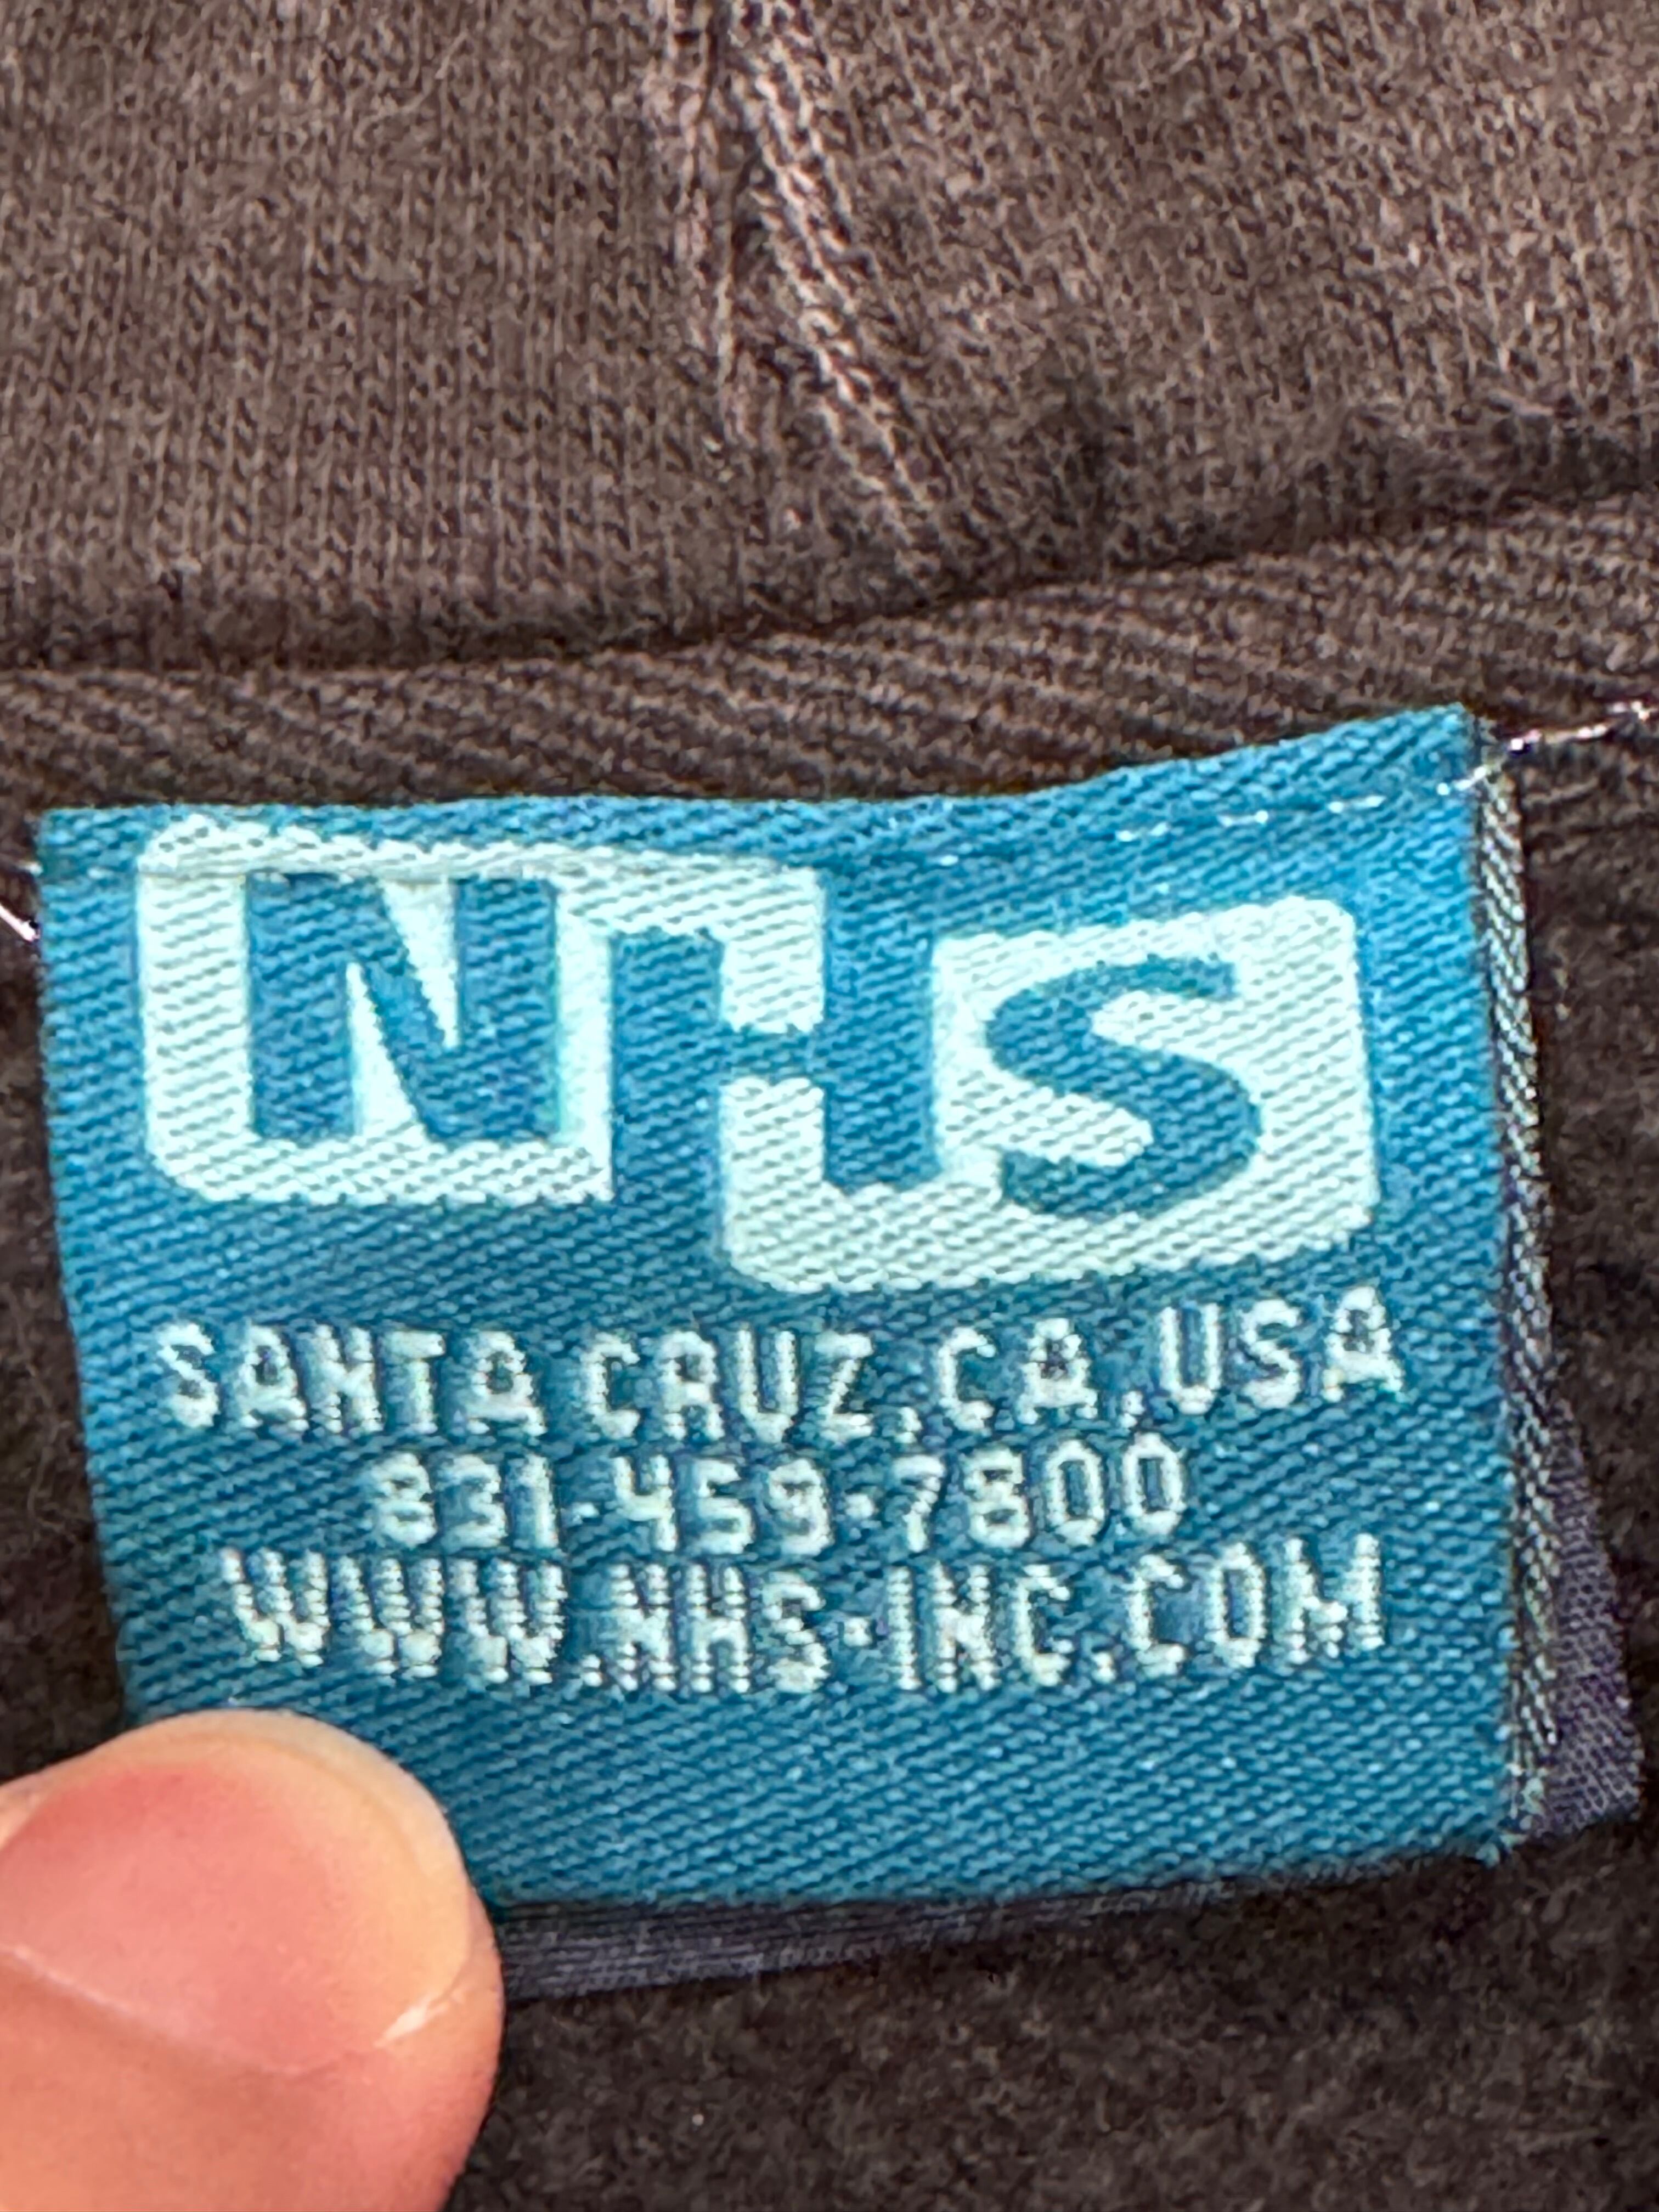 NHS
SANTA CRUZ, CA, USA
831-459-7800
WWW.NHS-INC.COM